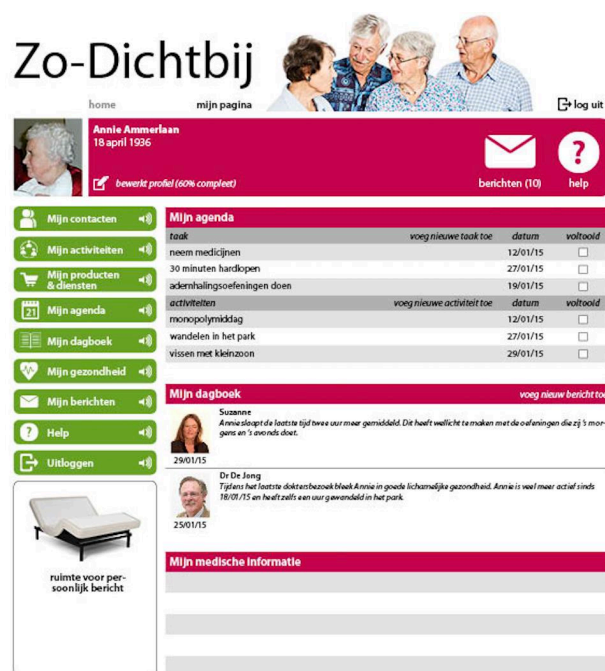 Zo-Dichtbij
home
mijn pagina
log uit
Annie Ammerlaan
18 april 1936
bewerkt profiel (60% compleet)
berichten (10)
?
help
Mijn contacten
Mijn activiteiten
Mijn producten
& diensten
21
Mijn agenda
Mijn dagboek
Mijn gezondheid
Mijn berichten
?
Help
Uitloggen
ruimte voor per-
soonlijk bericht
Mijn agenda
taak voeg nieuwe taak toe datum voltooid
neem medicijnen 12/01/15
30 minuten hardlopen 27/01/15
ademhalingsoefeningen doen 19/01/15
activiteiten voeg nieuwe activiteit toe datum voltooid
monopolymiddag 12/01/15
wandelen in het park 27/01/15
vissen met kleinzoon 29/01/15
Mijn dagboek voeg nieuw bericht toe
Suzanne
Annie slaapt de laatste tijd twee uur meer gemiddeld. Dit heeft wellicht te maken met de oefeningen die zij 's mor-
gens en 's avonds doet.
29/01/15
Dr De Jong
Tijdens het laatste doktersbezoek bleek Annie in goede lichamelijke gezondheid. Annie is veel meer actief sinds
18/01/15 en heeft zelfs een uur gewandeld in het park.
25/01/15
Mijn medische informatie